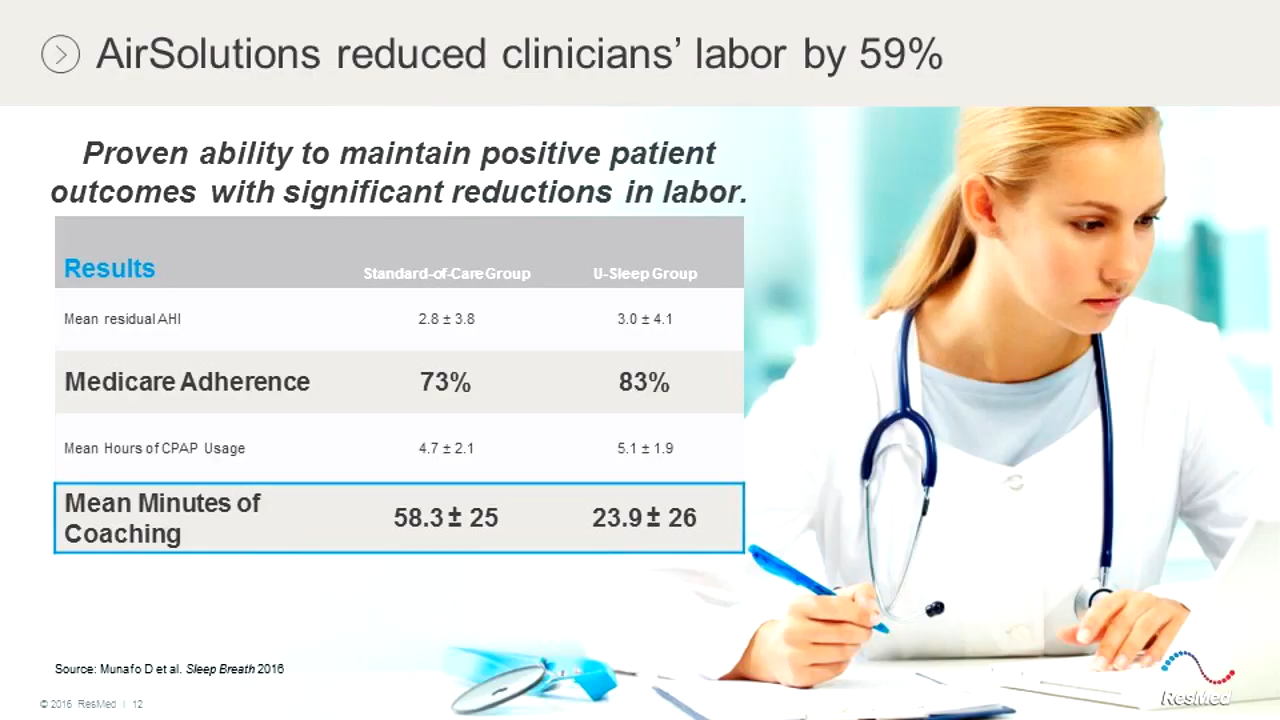 AirSolutions reduced clinicians’ labor by 59%
Proven ability to maintain positive patient
outcomes with significant reductions in labor.
Results Standard-of-Care Group U-Sleep Group
Mean residual AHI 2.8 ± 3.8 3.0 ± 4.1
Medicare Adherence 73% 83%
Mean Hours of CPAP Usage 4.7 ± 2.1 5.1 ± 1.9
Mean Minutes of
Coaching 58.3 ± 25 23.9 ± 26
Source: Munafo D et al. Sleep Breath 2016
© 2016 ResMed | 12
ResMed